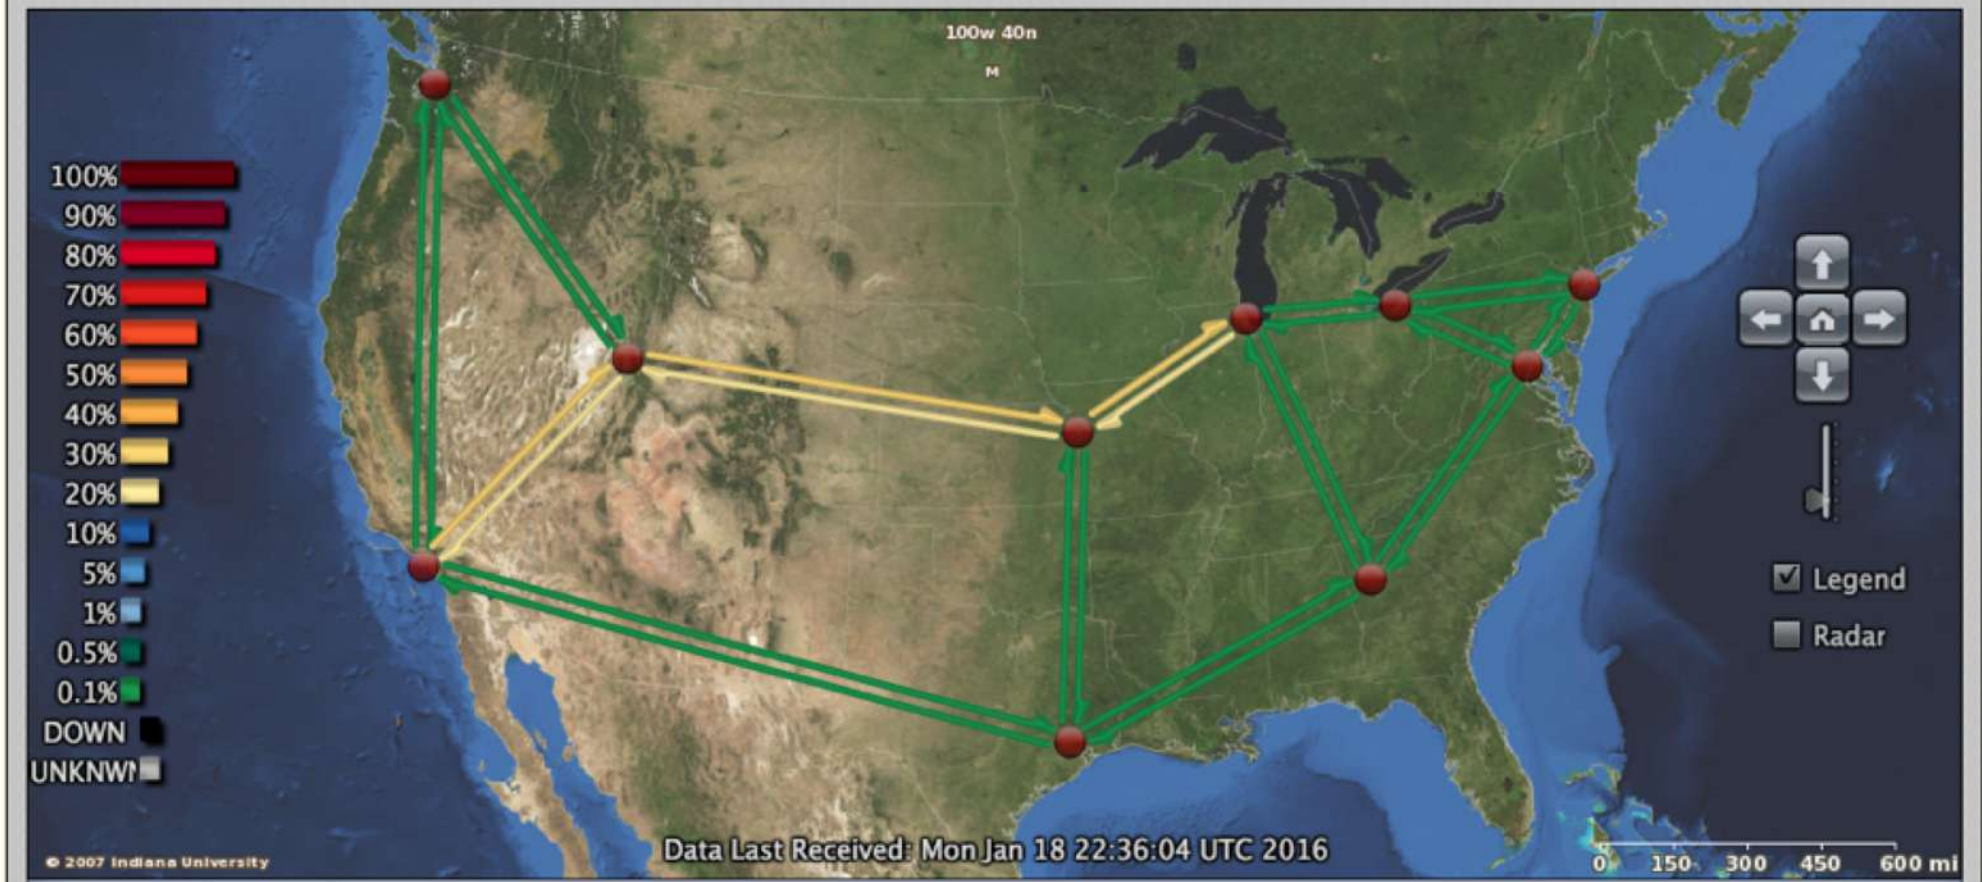 100w 40n
M
100%
90%
80%
70%
60%
50%
40%
30%
20%
10%
5%
1%
0.5%
0.1%
DOWN
UNKNWN
Legend
Radar
Data Last Received: Mon Jan 18 22:36:04 UTC 2016
© 2007 Indiana University
0 150 300 450 600 mi